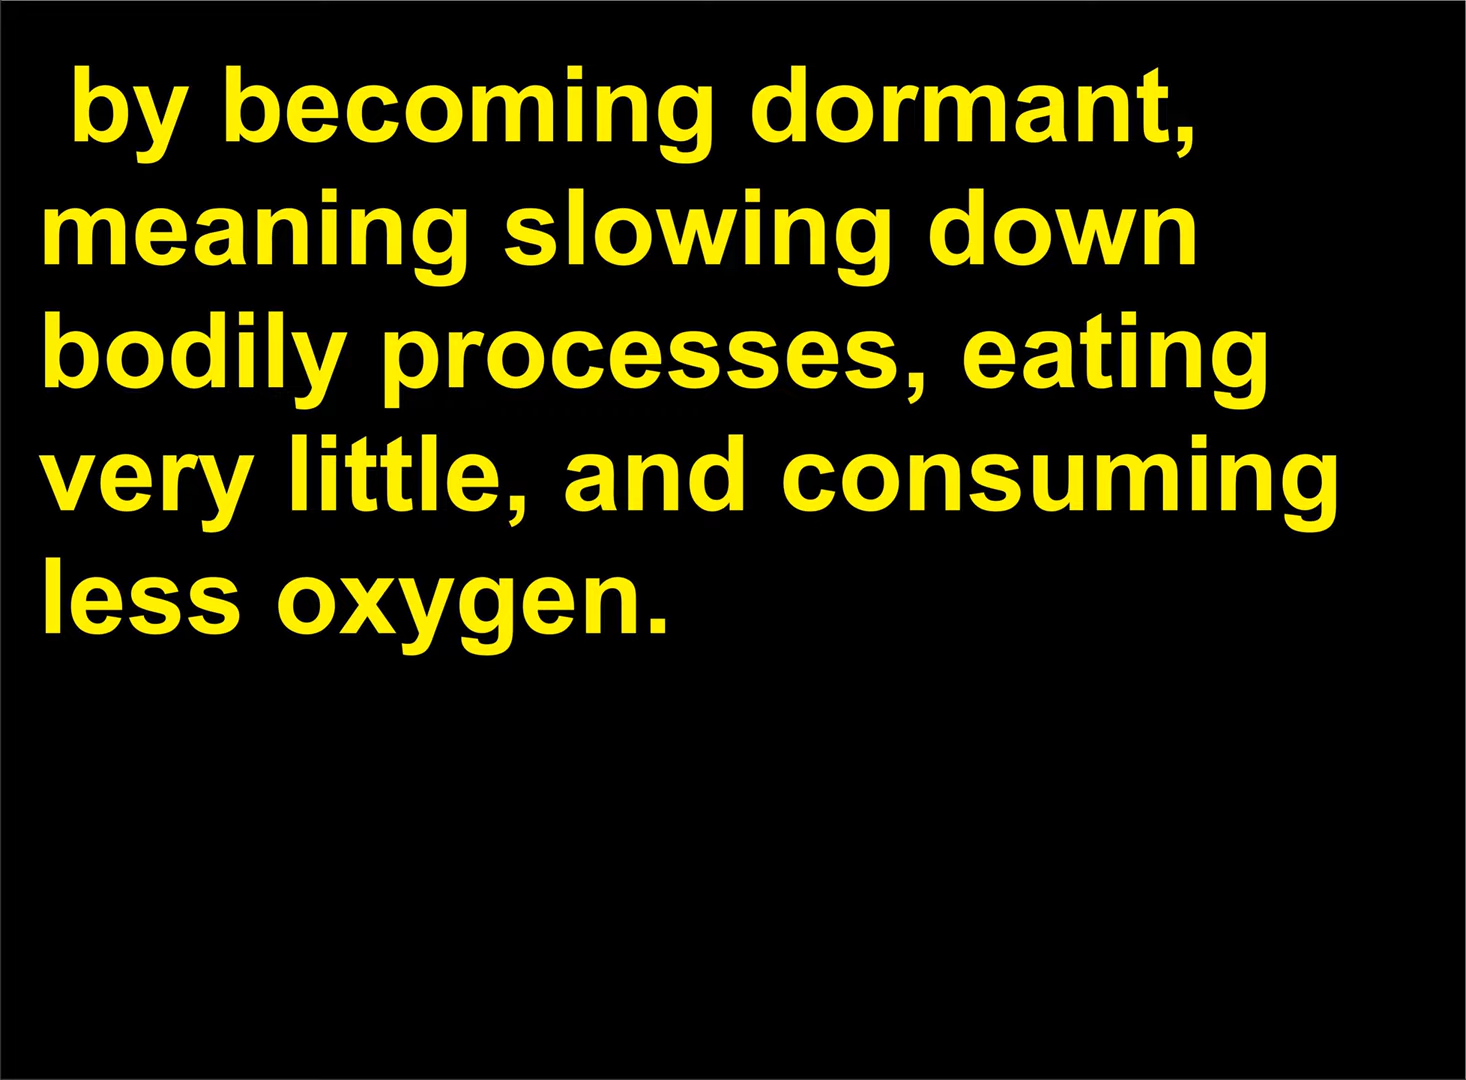 by becoming dormant,
meaning slowing down
bodily processes, eating
very little, and consuming
less oxygen.